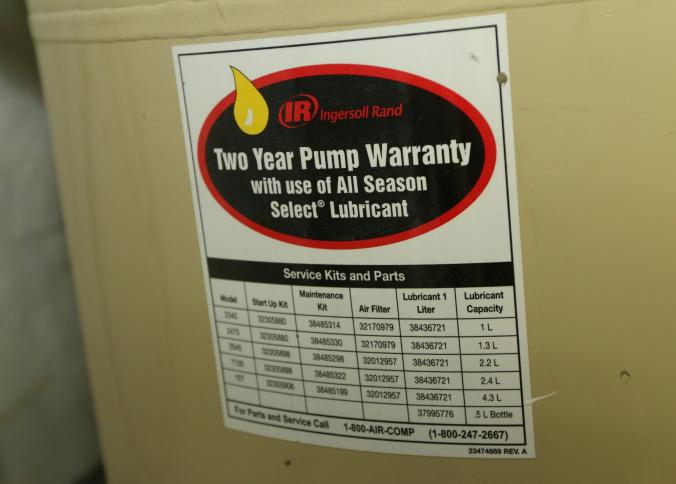 IR Ingersoll Rand
Two Year Pump Warranty
with use of All Season
Select® Lubricant
Service Kits and Parts
Model Start Up Kit Maintenance Kit Air Filter Lubricant 1 Liter Lubricant Capacity
2340 32305880 38485314 32170979 38436721 1 L
2475 32305880 38485330 32170979 38436721 1.3 L
2545 32305898 38485298 32012957 38436721 2.2 L
7100 32305898 38485322 32012957 38436721 2.4 L
15T 32305906 38485199 32012957 38436721 4.3 L
37995776 .5 L Bottle
For Parts and Service Call 1-800-AIR-COMP (1-800-247-2667)
23474869 REV. A